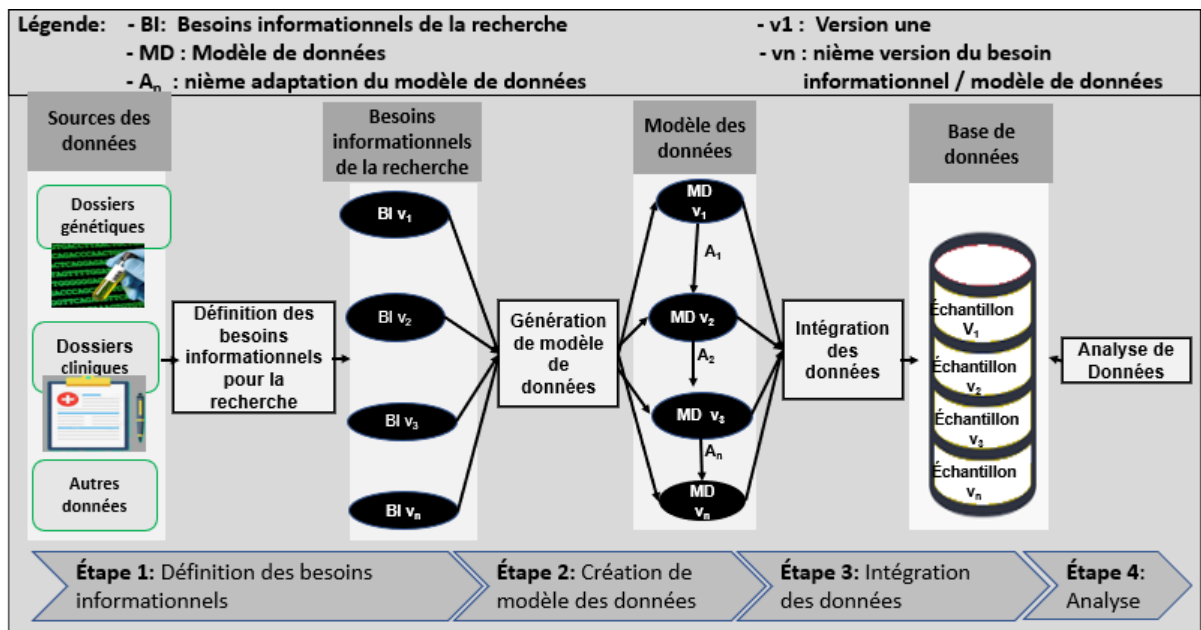 Légende: - BI: Besoins informationnels de la recherche
- MD : Modèle de données
- An : nième adaptation du modèle de données
- v1 : Version une
- vn : nième version du besoin
informationnel / modèle de données
Sources des
données
Dossiers
génétiques
Dossiers
cliniques
Autres
données
Définition des
besoins
informationnels
pour la
recherche
Besoins
informationnels
de la recherche
BI v1
BI v2
BI v3
BI vn
Génération
de modèle
de
données
Modèle des
données
MD
v1
A1
MD v2
A2
MD v3
An
MD
vn
Intégration
des
données
Base de
données
Échantillon
V1
Échantillon
v2
Échantillon
v3
Échantillon
vn
Analyse de
Données
Étape 1: Définition des besoins
informationnels
Étape 2: Création de
modèle des données
Étape 3: Intégration
des données
Étape 4:
Analyse